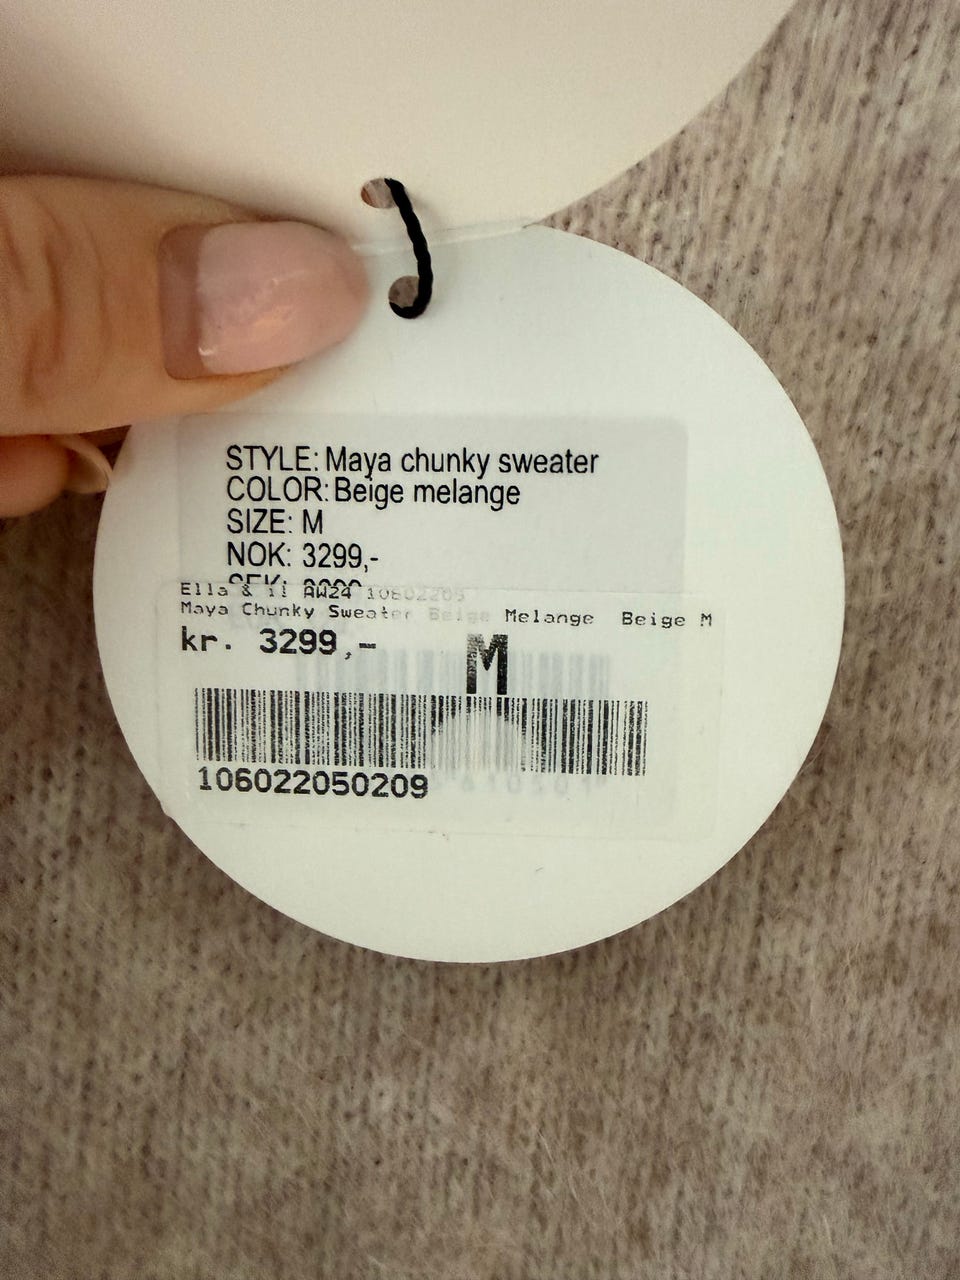 STYLE: Maya chunky sweater
COLOR: Beige melange
SIZE: M
NOK: 3299,-
SEK:
Ella & il AW24 10602205
Maya Chunky Sweater Beige Melange Beige M
kr. 3299,-
M
106022050209